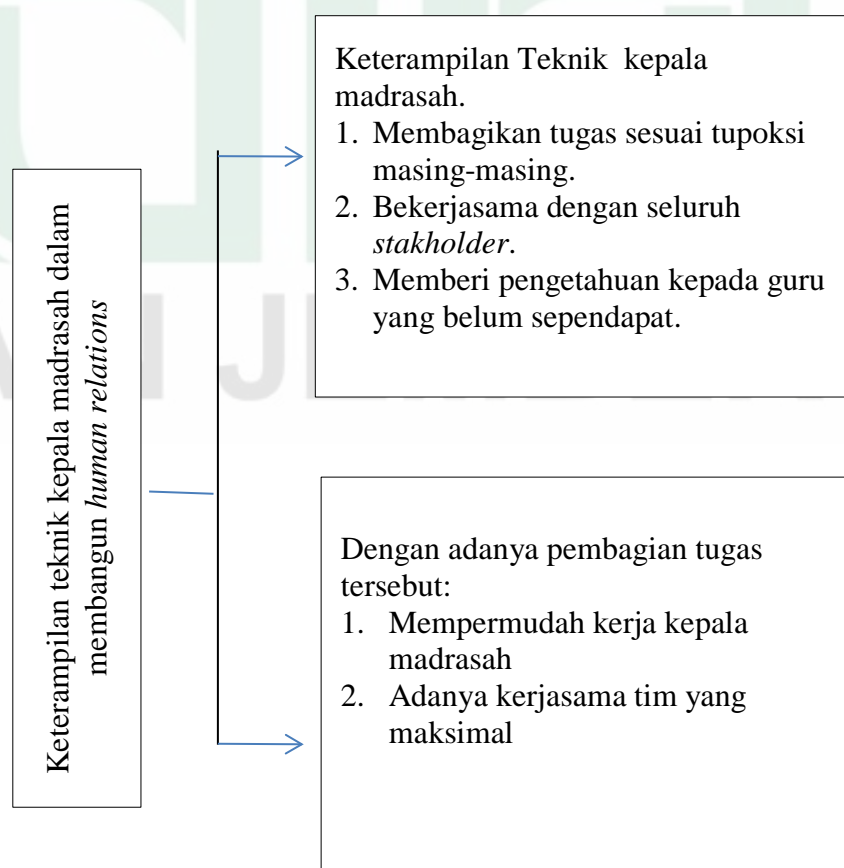 Keterampilan teknik kepala madrasah dalam
membangun human relations
Keterampilan Teknik kepala
madrasah.
1. Membagikan tugas sesuai tupoksi
masing-masing.
2. Bekerjasama dengan seluruh
stakholder.
3. Memberi pengetahuan kepada guru
yang belum sependapat.
Dengan adanya pembagian tugas
tersebut:
1. Mempermudah kerja kepala
madrasah
2. Adanya kerjasama tim yang
maksimal